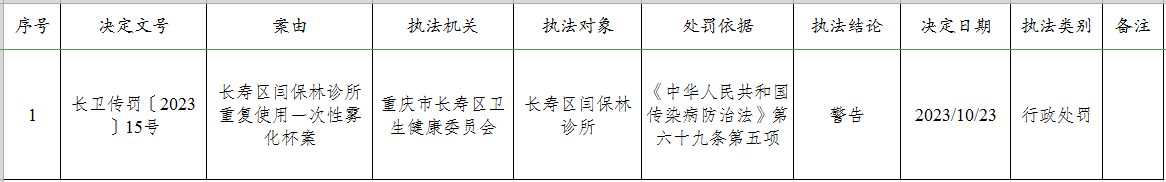 序号 决定文号 案由 执法机关 执法对象 处罚依据 执法结论 决定日期 执法类别 备注
1
长卫传罚〔2023
〕15号
长寿区闫保林诊所
重复使用一次性雾
化杯案
重庆市长寿区卫
生健康委员会
长寿区闫保林
诊所
《中华人民共和国
传染病防治法》第
六十九条第五项
警告
2023/10/23
行政处罚